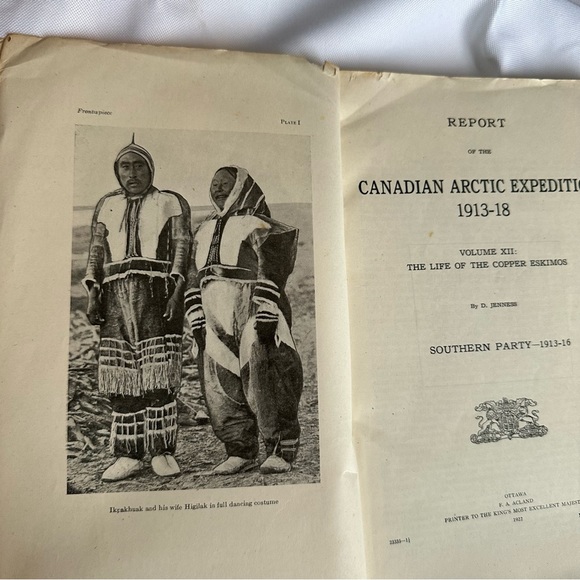 Frontispiece
PLATE I
Ikpakhuak and his wife Higilak in full dancing costume
REPORT
OF THE
CANADIAN ARCTIC EXPEDITIO
1913-18
VOLUME XII:
THE LIFE OF THE COPPER ESKIMOS
By D. JENNESS
SOUTHERN PARTY—1913-16
OTTAWA
F. A. ACLAND
PRINTER TO THE KING'S MOST EXCELLENT MAJEST
1922